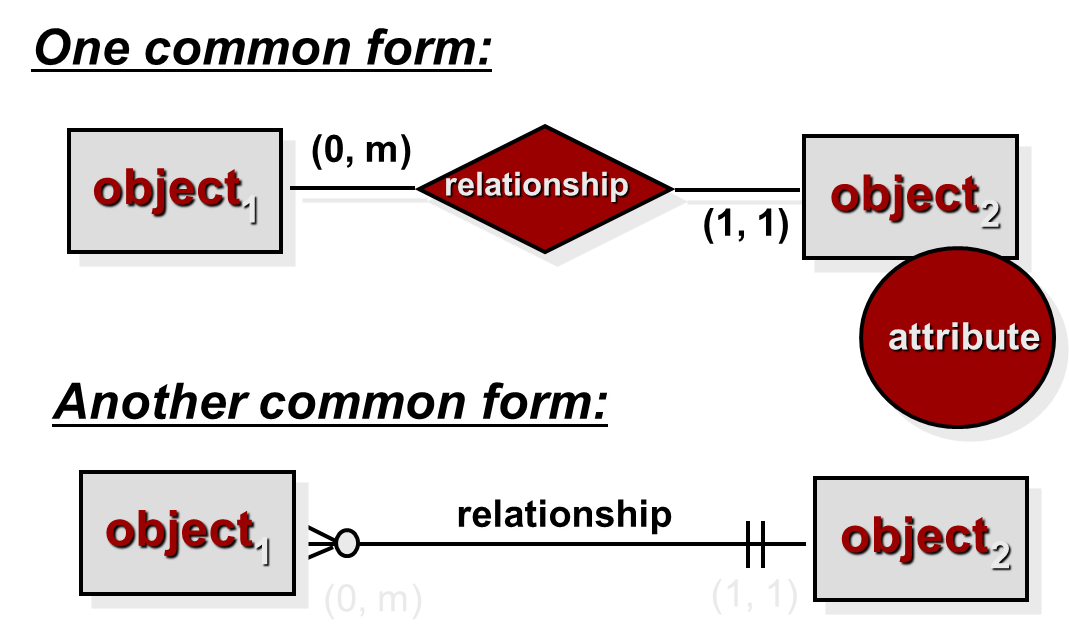 One common form:
object1
(0, m)
relationship
(1, 1)
object2
attribute
Another common form:
object1
relationship
object2
(0, m)
(1, 1)